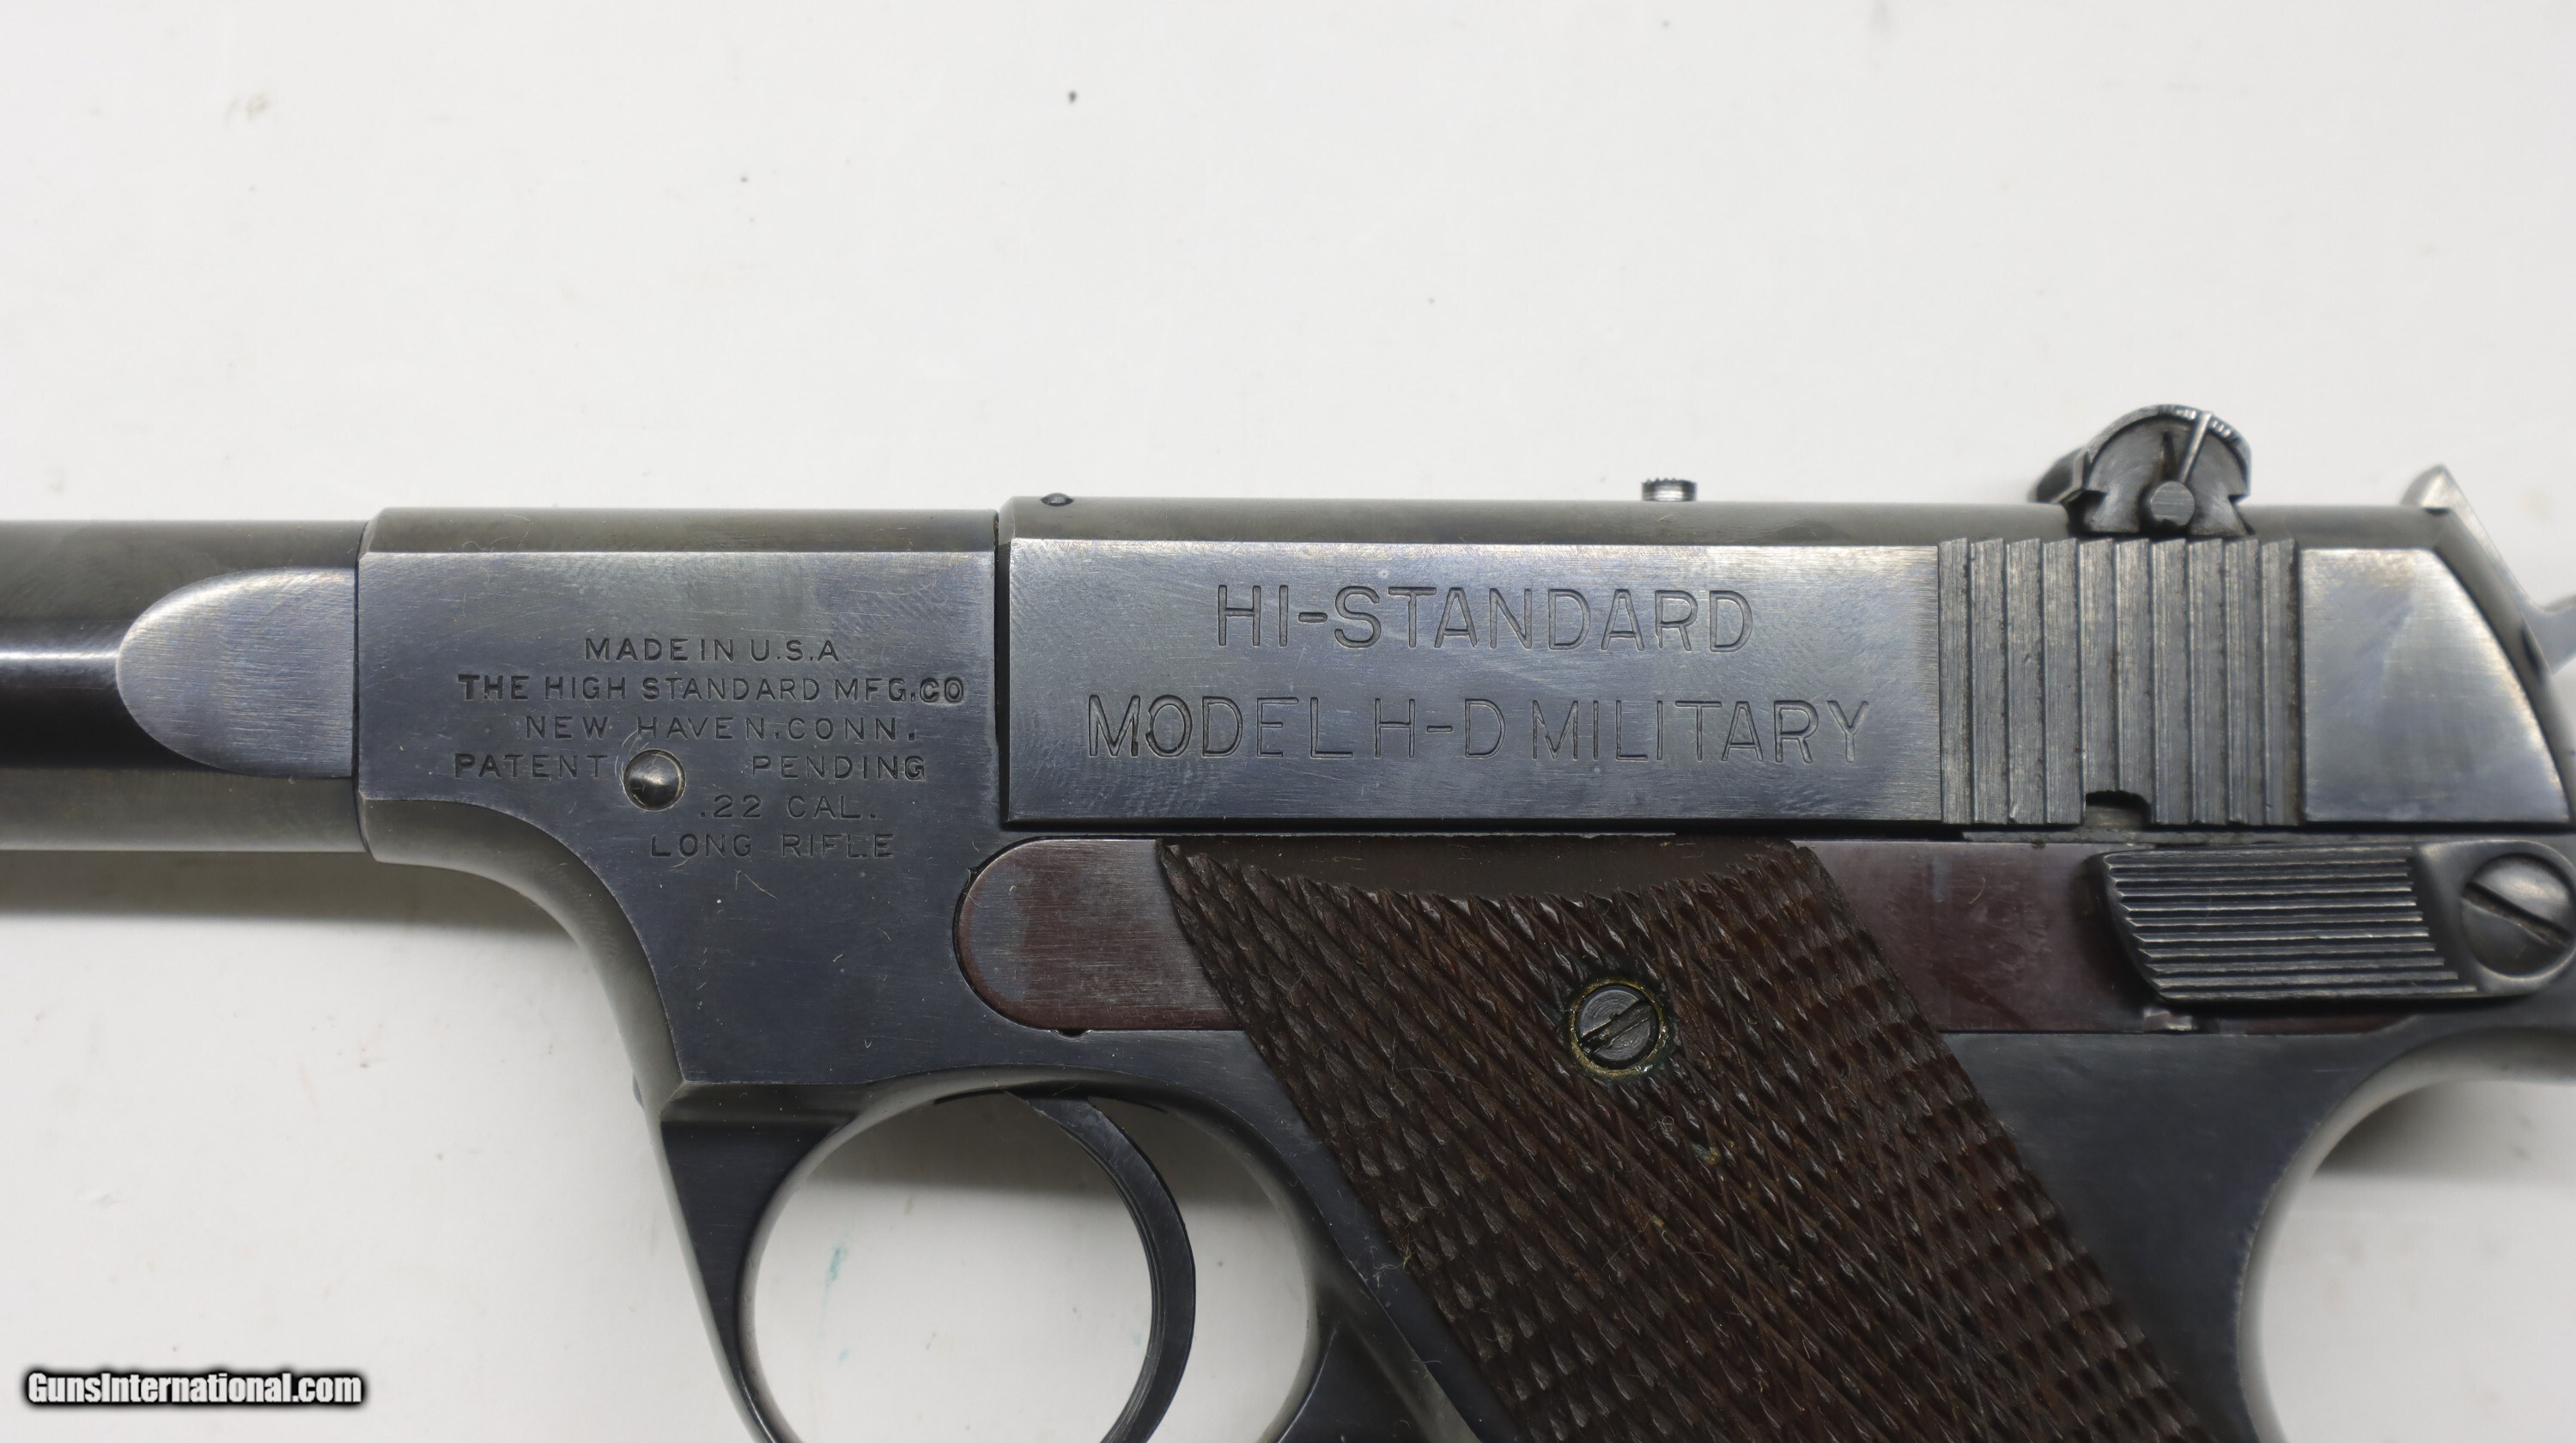 MADE IN U.S.A
THE HIGH STANDARD MFG.CO
NEW HAVEN.CONN.
PATENT PENDING
.22 CAL.
LONG RIFLE
HI-STANDARD
MODEL H-D MILITARY
GunsInternational.com